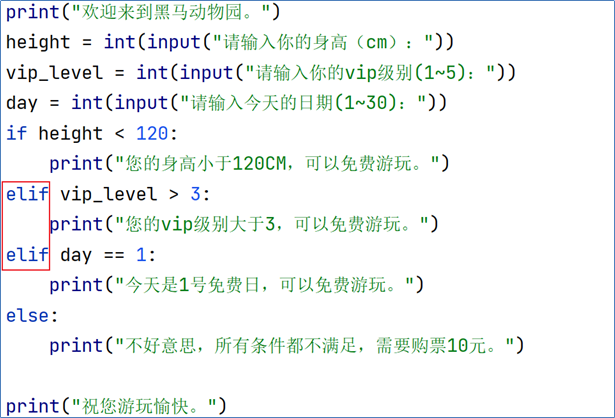 print("欢迎来到黑马动物园。")
height = int(input("请输入你的身高（cm）："))
vip_level = int(input("请输入你的vip级别(1~5)："))
day = int(input("请输入今天的日期(1~30)："))
if height < 120:
    print("您的身高小于120CM，可以免费游玩。")
elif vip_level > 3:
    print("您的vip级别大于3，可以免费游玩。")
elif day == 1:
    print("今天是1号免费日，可以免费游玩。")
else:
    print("不好意思，所有条件都不满足，需要购票10元。")
print("祝您游玩愉快。")